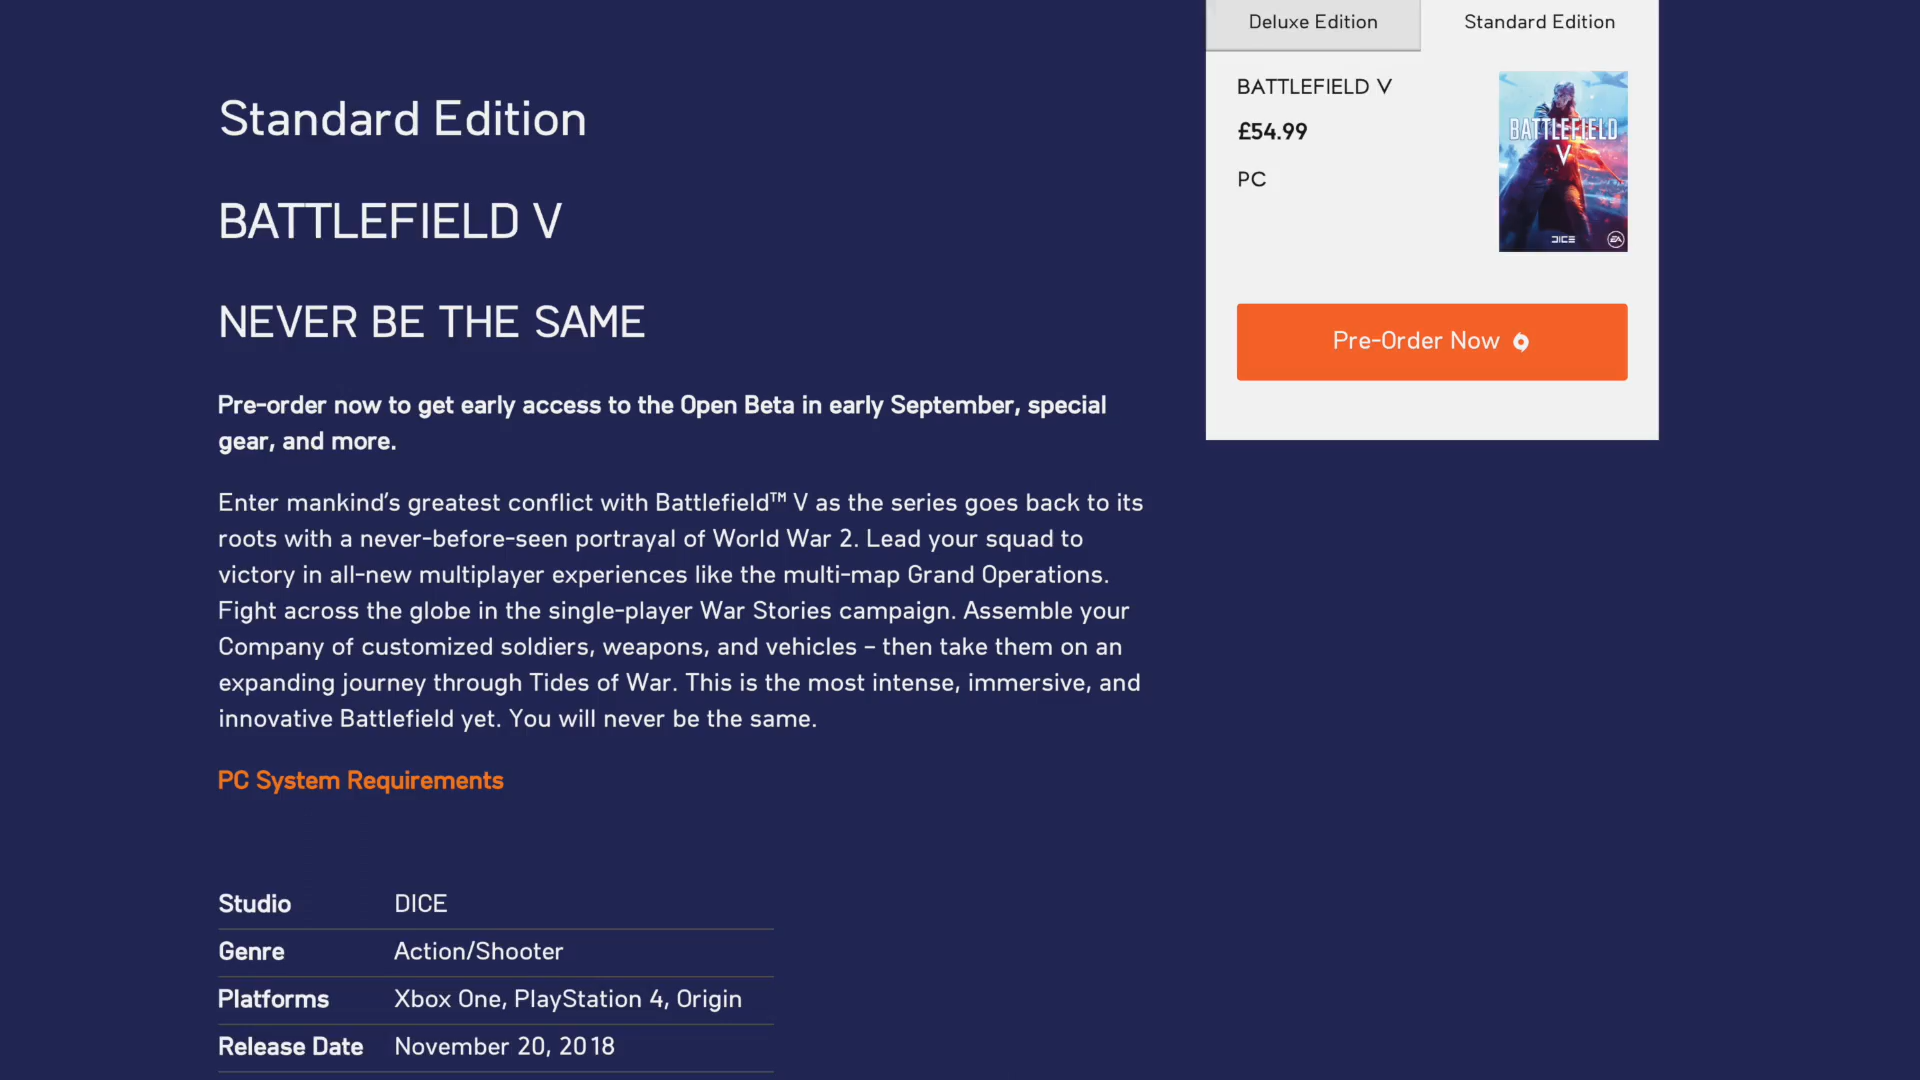 Deluxe Edition
Standard Edition
Standard Edition
BATTLEFIELD V
NEVER BE THE SAME
Pre-order now to get early access to the Open Beta in early September, special
gear, and more.
Enter mankind’s greatest conflict with Battlefield™ V as the series goes back to its
roots with a never-before-seen portrayal of World War 2. Lead your squad to
victory in all-new multiplayer experiences like the multi-map Grand Operations.
Fight across the globe in the single-player War Stories campaign. Assemble your
Company of customized soldiers, weapons, and vehicles – then take them on an
expanding journey through Tides of War. This is the most intense, immersive, and
innovative Battlefield yet. You will never be the same.
PC System Requirements
Studio DICE
Genre Action/Shooter
Platforms Xbox One, PlayStation 4, Origin
Release Date November 20, 2018
BATTLEFIELD V
£54.99
PC
BATTLEFIELD
V
DICE
EA
Pre-Order Now